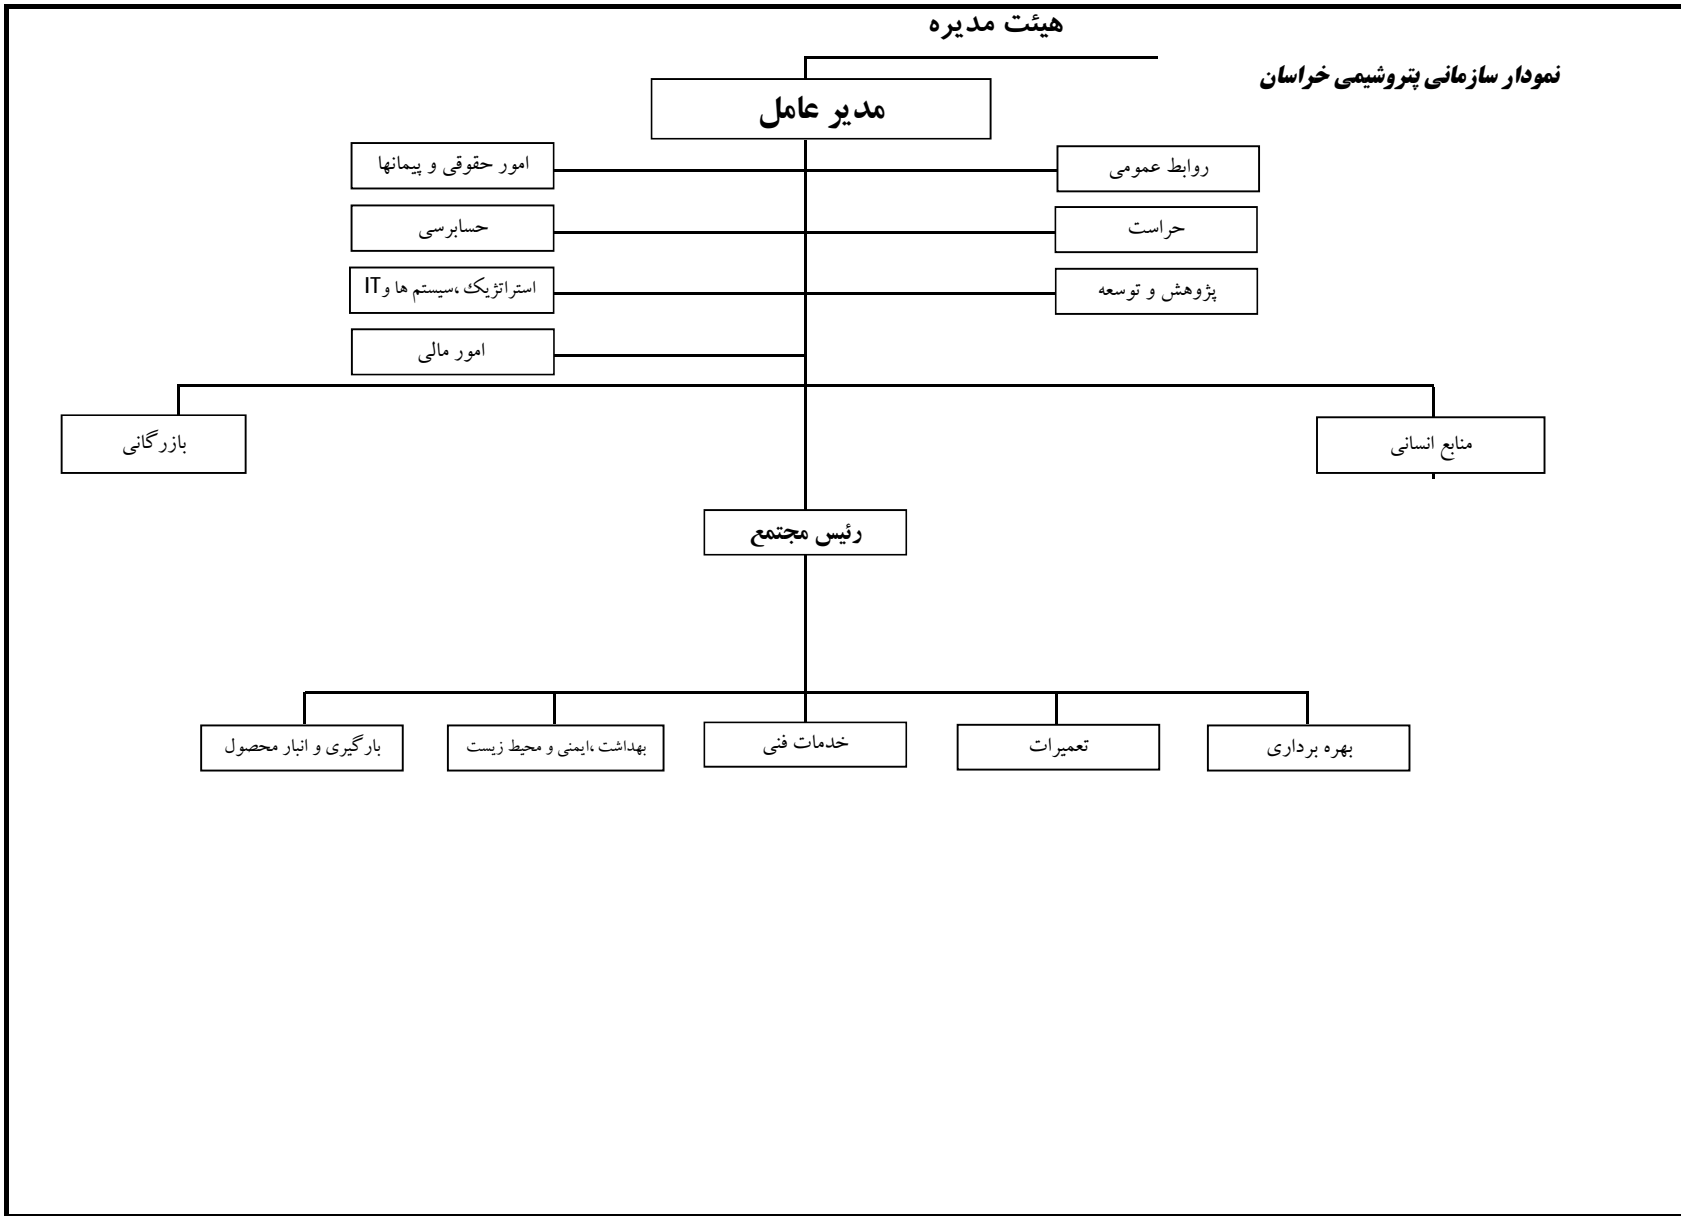 هیئت مدیره
نمودار سازمانی پتروشیمی خراسان
مدیر عامل
روابط عمومی
امور حقوقی و پیمانها
حراست
حسابرسی
پژوهش و توسعه
استراتژیک ،سیستم ها وIT
امور مالی
منابع انسانی
بازرگانی
رئیس مجتمع
بهره برداری
تعمیرات
خدمات فنی
بهداشت ،ایمنی و محیط زیست
بارگیری و انبار محصول